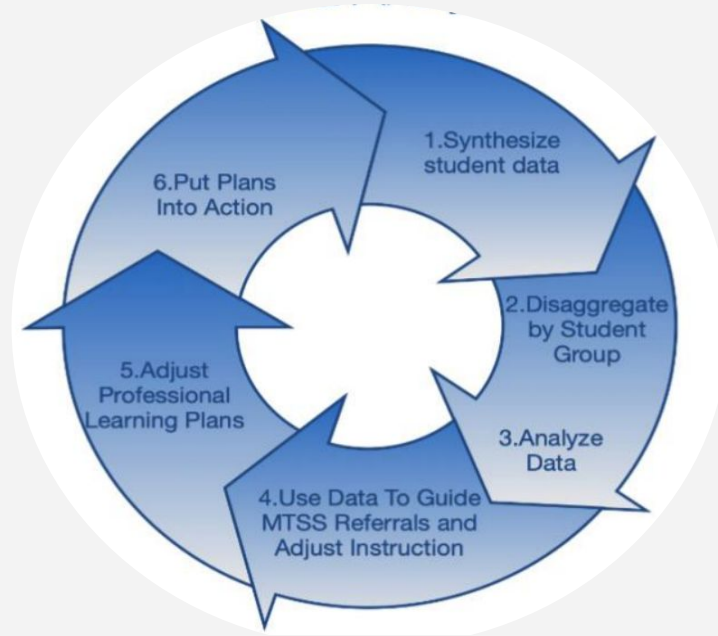 1.Synthesize
student data
2.Disaggregate
by Student
Group
3.Analyze
Data
4.Use Data To Guide
MTSS Referrals and
Adjust Instruction
5.Adjust
Professional
Learning Plans
6.Put Plans
Into Action